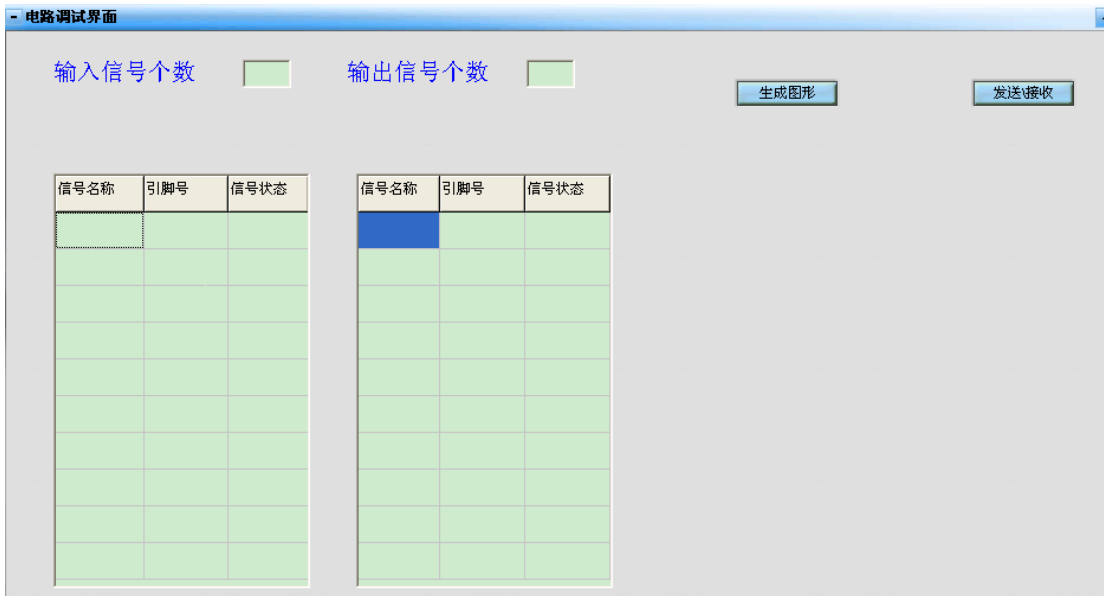 电路调试界面
输入信号个数 输出信号个数
生成图形 发送\接收
信号名称 引脚号 信号状态 信号名称 引脚号 信号状态